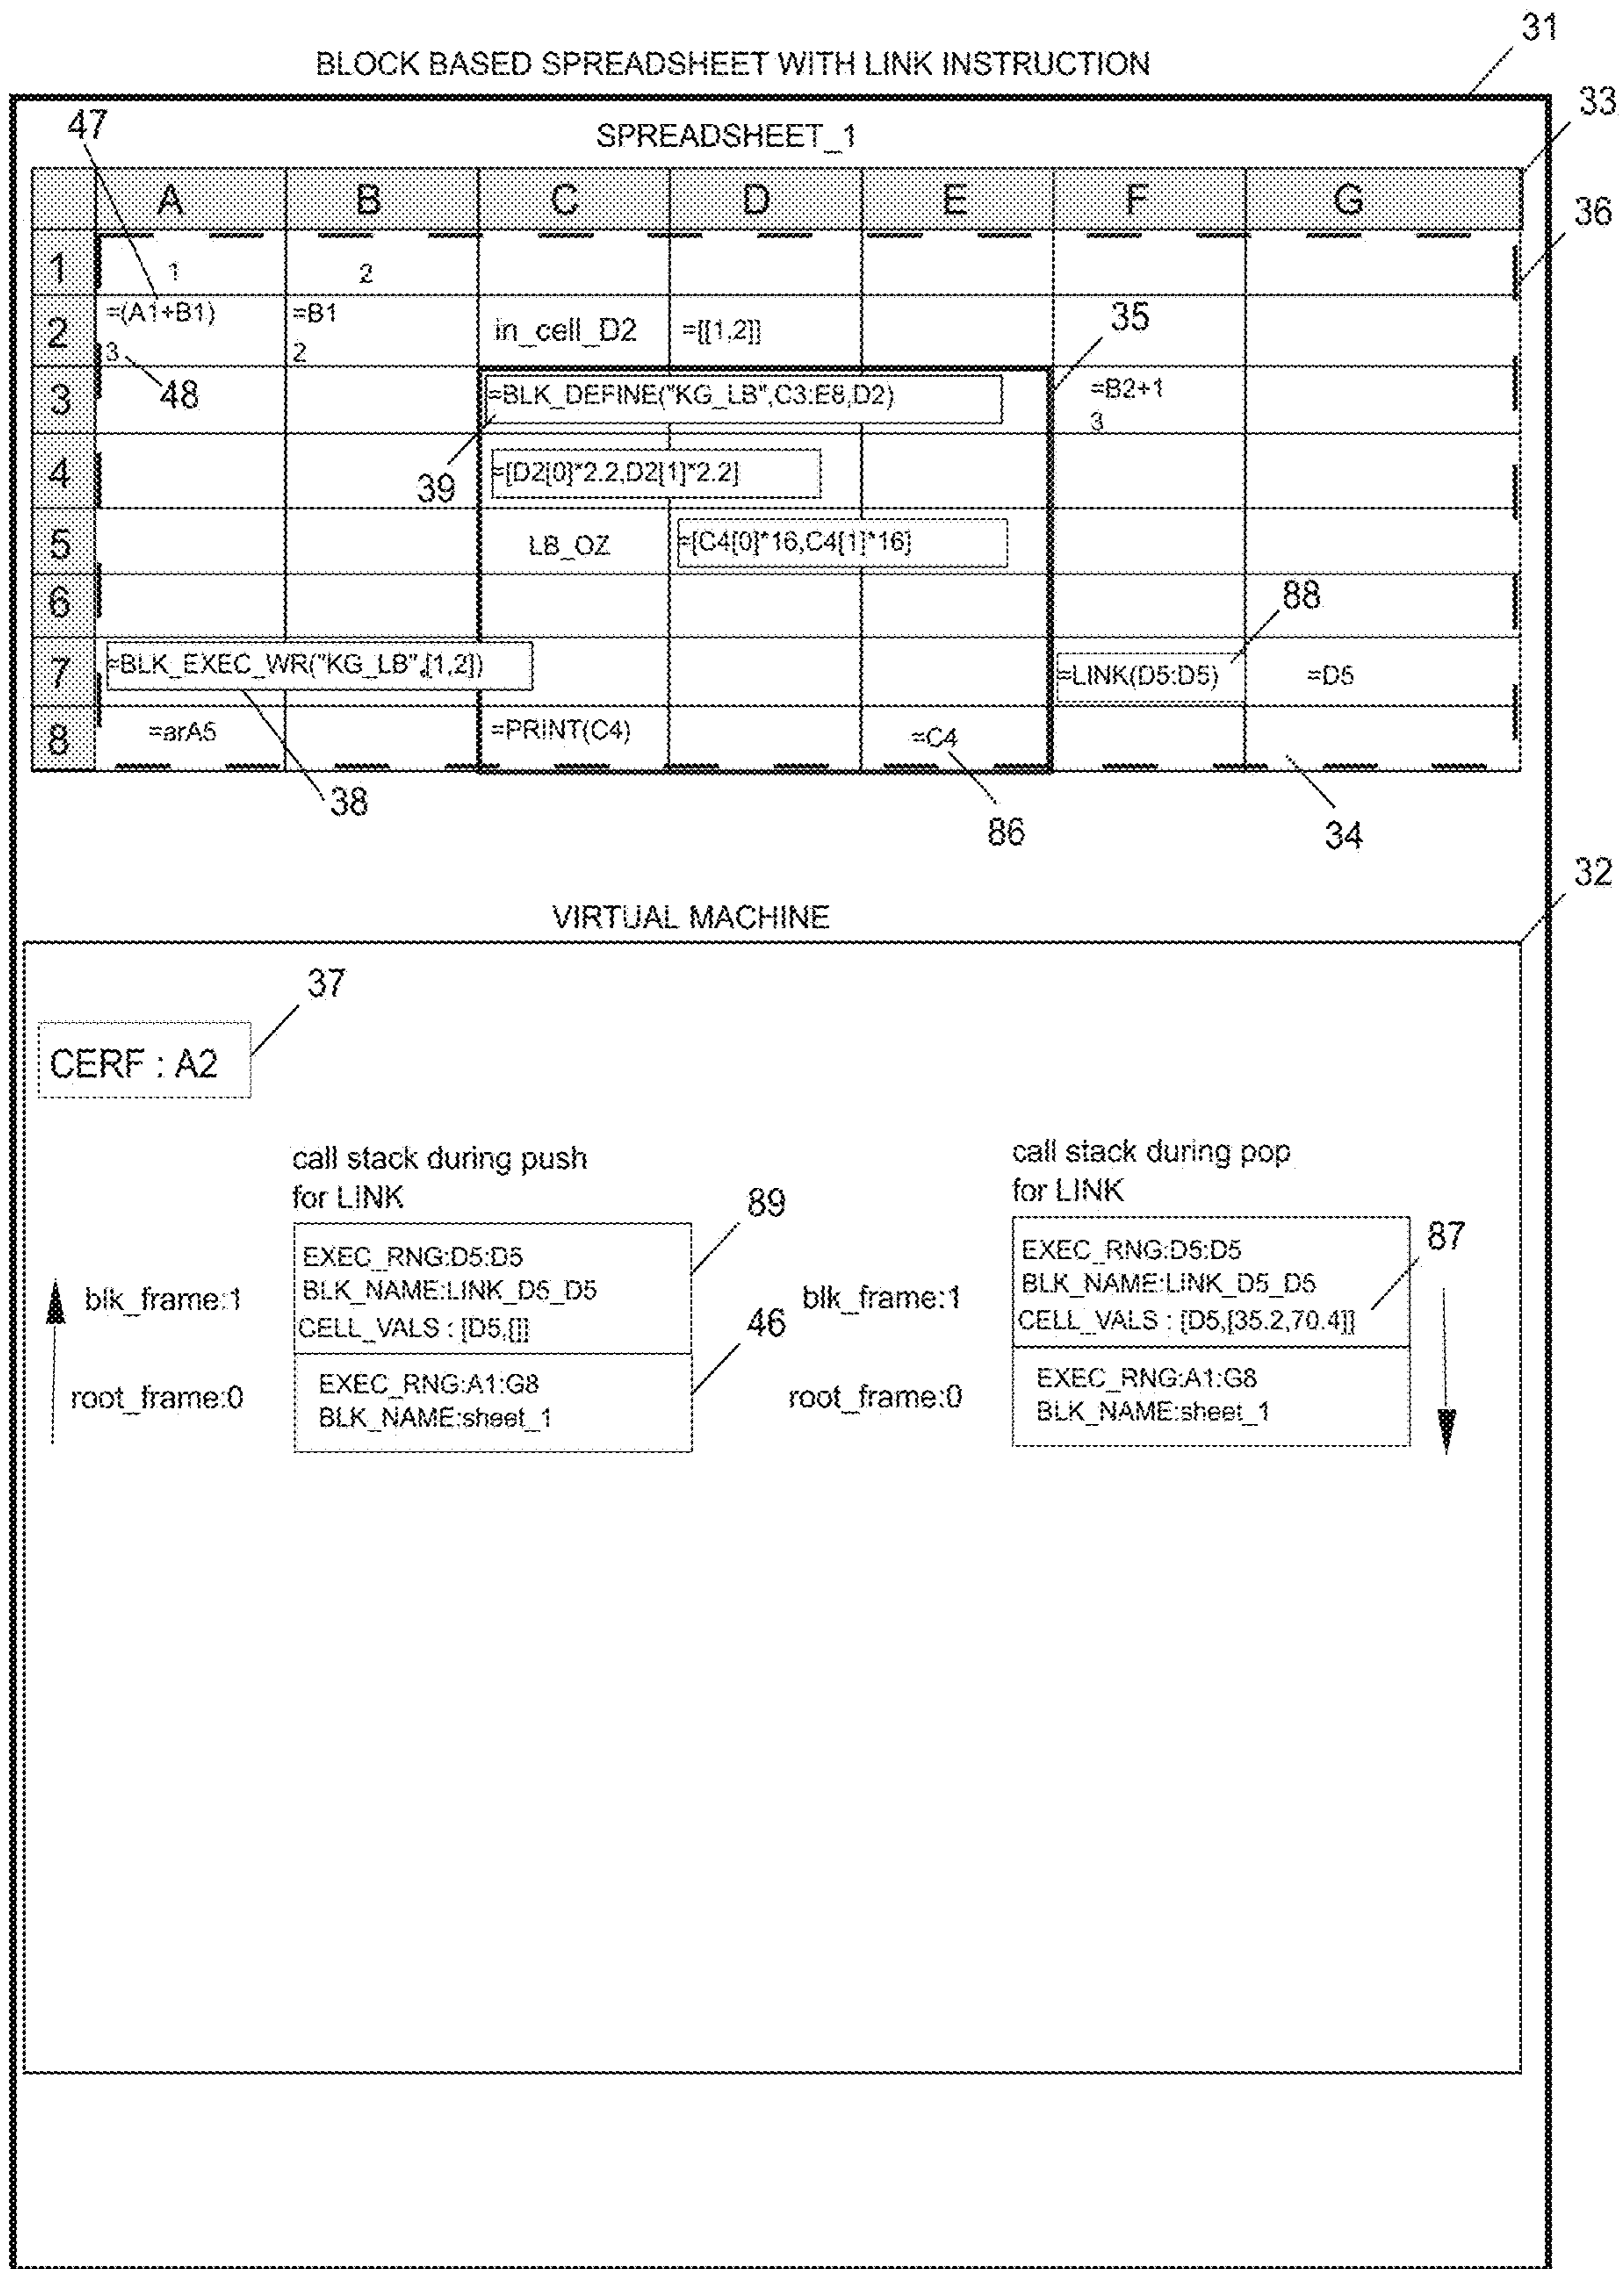 31
BLOCK BASED SPREADSHEET WITH LINK INSTRUCTION
33
47
SPREADSHEET_1
A B C D E F G
36
1 1 2
=(A1+B1) =B1
2 in_cell_D2 =[[1,2]] 35
3 2
3 48 =BLK_DEFINE("KG_LB",C3:E8,D2) =B2+1
3
4 39 =[D2[0]*2.2,D2[1]*2.2]
5 LB_OZ =[C4[0]*16,C4[1]*16]
6 88
7 =BLK_EXEC_WR("KG_LB",[1,2]) =LINK(D5:D5) =D5
8 =arA5 =PRINT(C4) =C4
38 86 34
32
VIRTUAL MACHINE
37
CERF : A2
call stack during push call stack during pop
for LINK for LINK
89 87
EXEC_RNG:D5:D5 EXEC_RNG:D5:D5
blk_frame:1 BLK_NAME:LINK_D5_D5 blk_frame:1 BLK_NAME:LINK_D5_D5
CELL_VALS : [D5,[]] 46 CELL_VALS : [D5,[35.2,70.4]]
root_frame:0 EXEC_RNG:A1:G8 root_frame:0 EXEC_RNG:A1:G8
BLK_NAME:sheet_1 BLK_NAME:sheet_1